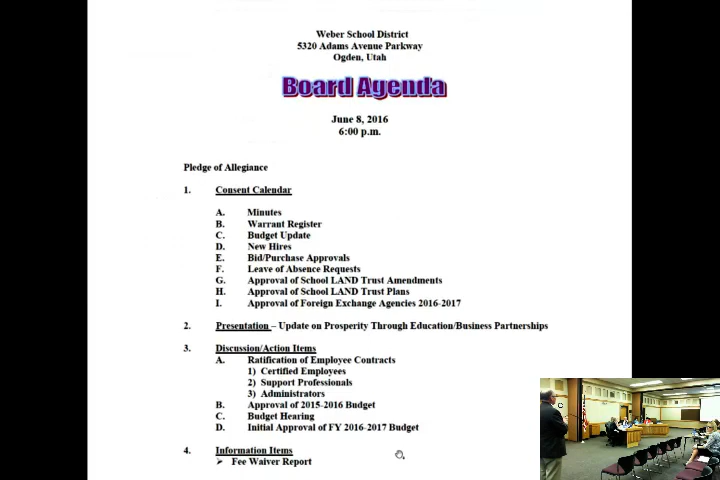 Weber School District
5320 Adams Avenue Parkway
Ogden, Utah
Board Agenda
June 8, 2016
6:00 p.m.
Pledge of Allegiance
1. Consent Calendar
A. Minutes
B. Warrant Register
C. Budget Update
D. New Hires
E. Bid/Purchase Approvals
F. Leave of Absence Requests
G. Approval of School LAND Trust Amendments
H. Approval of School LAND Trust Plans
I. Approval of Foreign Exchange Agencies 2016-2017
2. Presentation – Update on Prosperity Through Education/Business Partnerships
3. Discussion/Action Items
A. Ratification of Employee Contracts
1) Certified Employees
2) Support Professionals
3) Administrators
B. Approval of 2015-2016 Budget
C. Budget Hearing
D. Initial Approval of FY 2016-2017 Budget
4. Information Items
➢ Fee Waiver Report